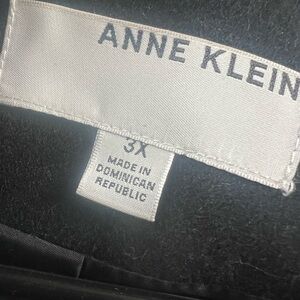 ANNE KLEIN
3X
MADE IN
DOMINICAN
REPUBLIC